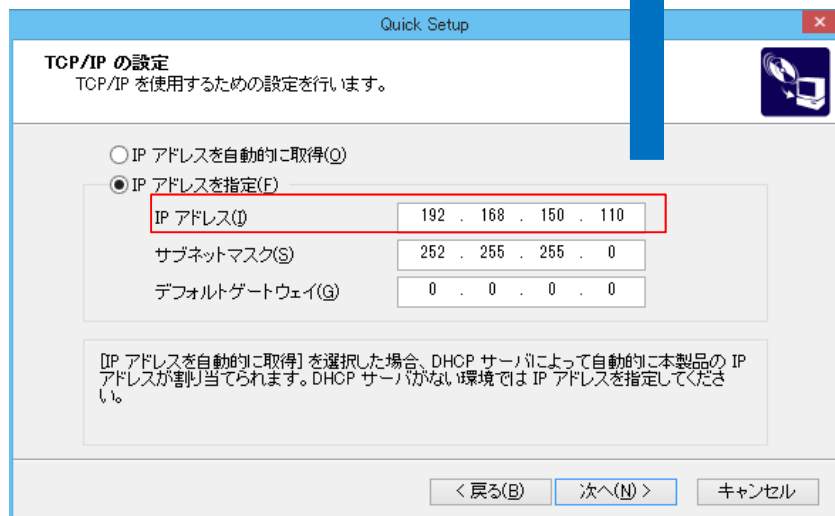 Quick Setup
TCP/IP の設定
TCP/IP を使用するための設定を行います。
IP アドレスを自動的に取得(O)
IP アドレスを指定(F)
IP アドレス(I) 192 . 168 . 150 . 110
サブネットマスク(S) 252 . 255 . 255 . 0
デフォルトゲートウェイ(G) 0 . 0 . 0 . 0
[IP アドレスを自動的に取得] を選択した場合、DHCP サーバによって自動的に本製品の IP
アドレスが割り当てられます。DHCP サーバがない環境では IP アドレスを指定してくださ
い。
< 戻る(B) 次へ(N) > キャンセル